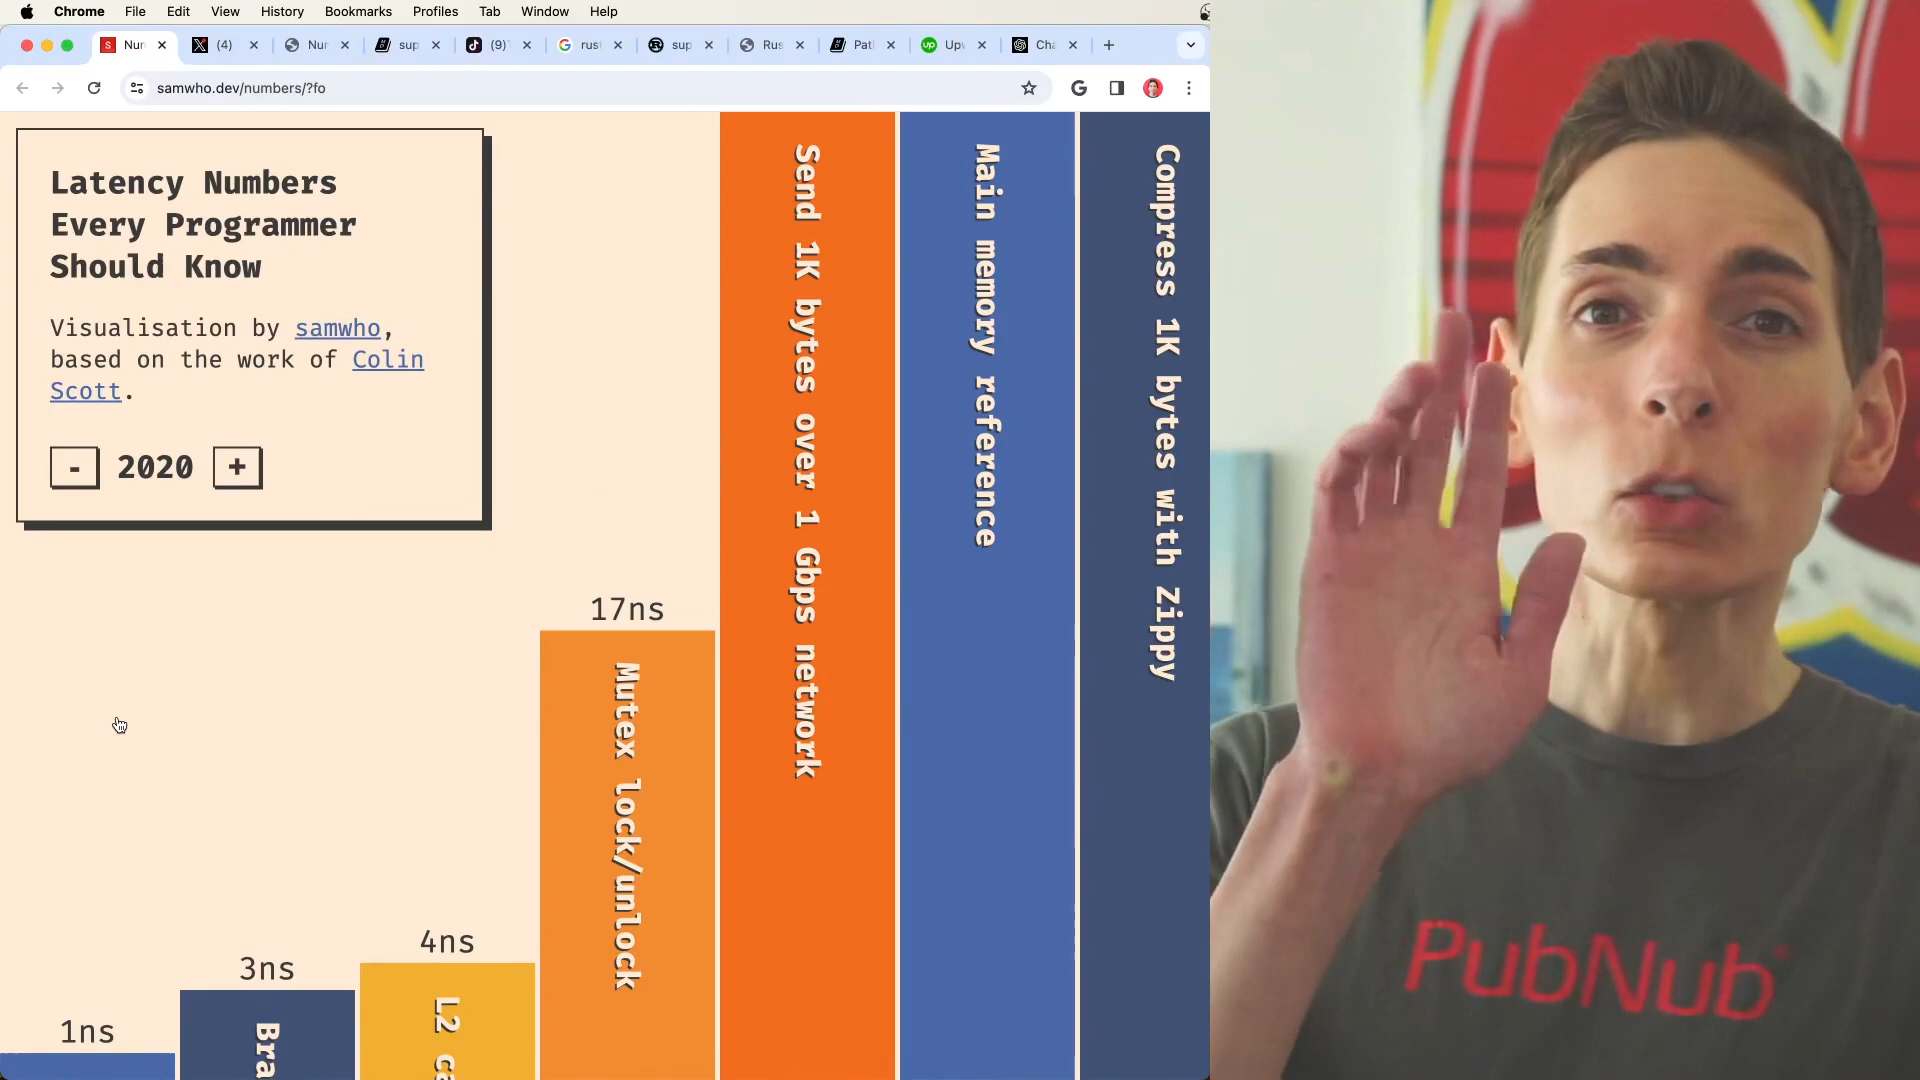 Chrome File Edit View History Bookmarks Profiles Tab Window Help
Nur (4) Nur sup (9) rus sup Rus Pat Upv Cha
samwho.dev/numbers/?fo
Latency Numbers
Every Programmer
Should Know
Visualisation by samwho,
based on the work of Colin
Scott.
- 2020 +
1ns
3ns
Bra
4ns
L2 ca
17ns
Mutex lock/unlock
Send 1K bytes over 1 Gbps network
Main memory reference
Compress 1K bytes with Zippy
PubNub